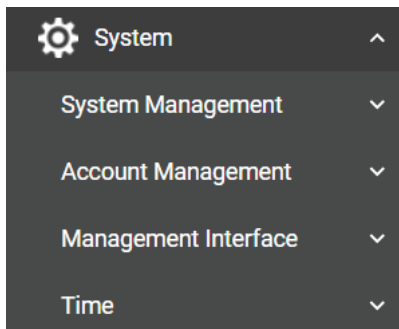 System
System Management
Account Management
Management Interface
Time